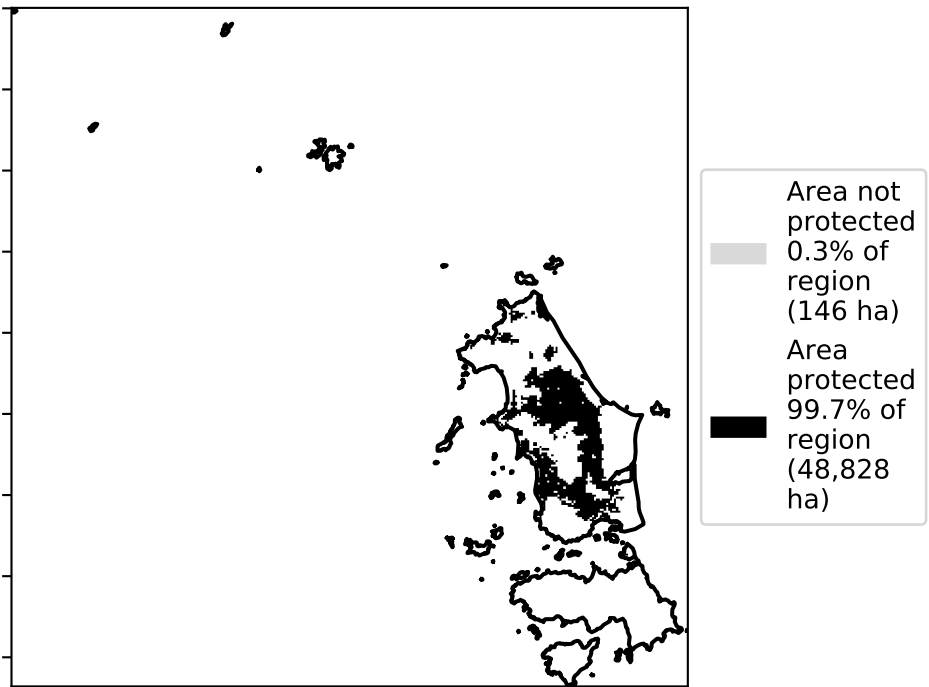 Area not
protected
0.3% of
region
(146 ha)
Area
protected
99.7% of
region
(48,828
ha)